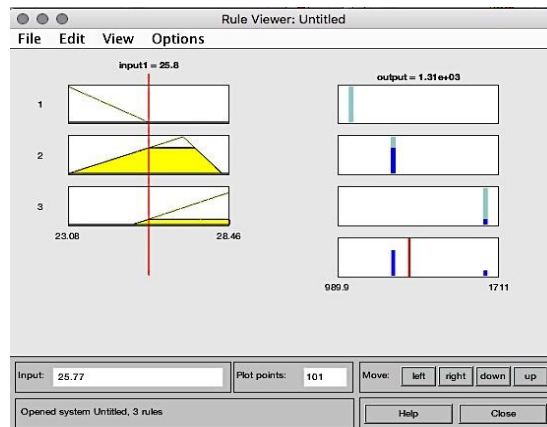 Rule Viewer: Untitled
File Edit View Options
input1 = 25.8
output = 1.31e+03
1
2
3
23.08 28.46
989.9 1711
Input: 25.77 Plot points: 101 Move: left right down up
Opened system Untitled, 3 rules
Help Close